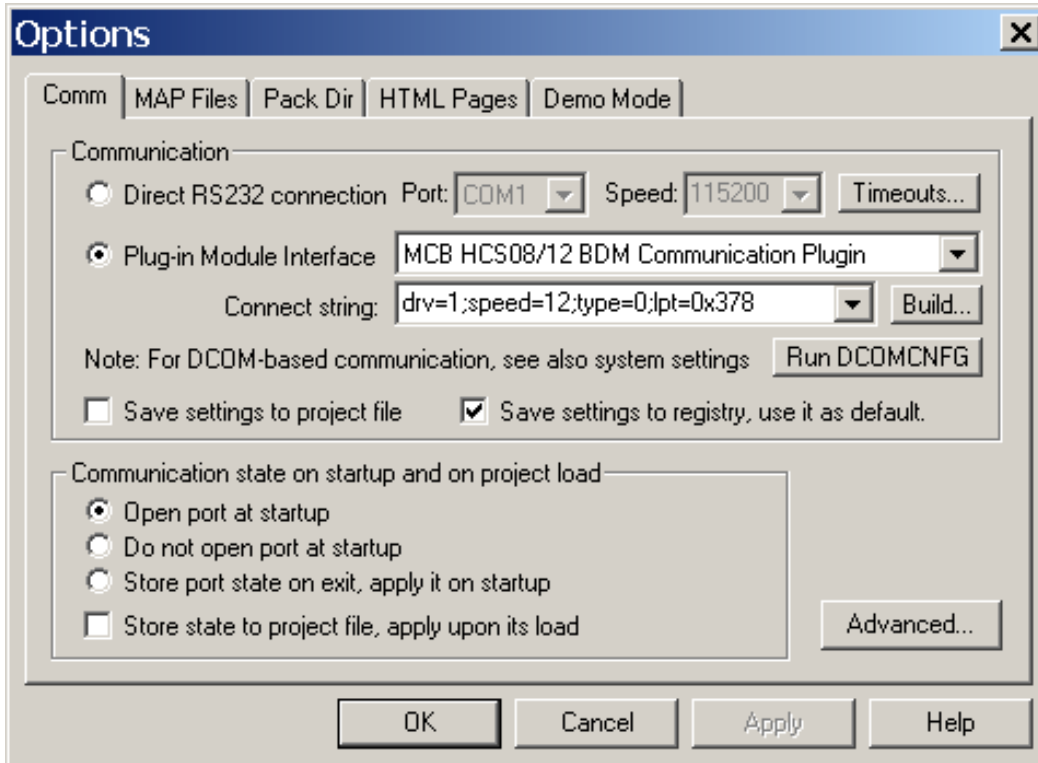 Options
Comm MAP Files Pack Dir HTML Pages Demo Mode
Communication
Direct RS232 connection Port: COM1 Speed: 115200 Timeouts...
Plug-in Module Interface MCB HCS08/12 BDM Communication Plugin
Connect string: drv=1;speed=12;type=0;lpt=0x378 Build...
Note: For DCOM-based communication, see also system settings Run DCOMCNFG
Save settings to project file Save settings to registry, use it as default.
Communication state on startup and on project load
Open port at startup
Do not open port at startup
Store port state on exit, apply it on startup
Store state to project file, apply upon its load Advanced...
OK Cancel Apply Help